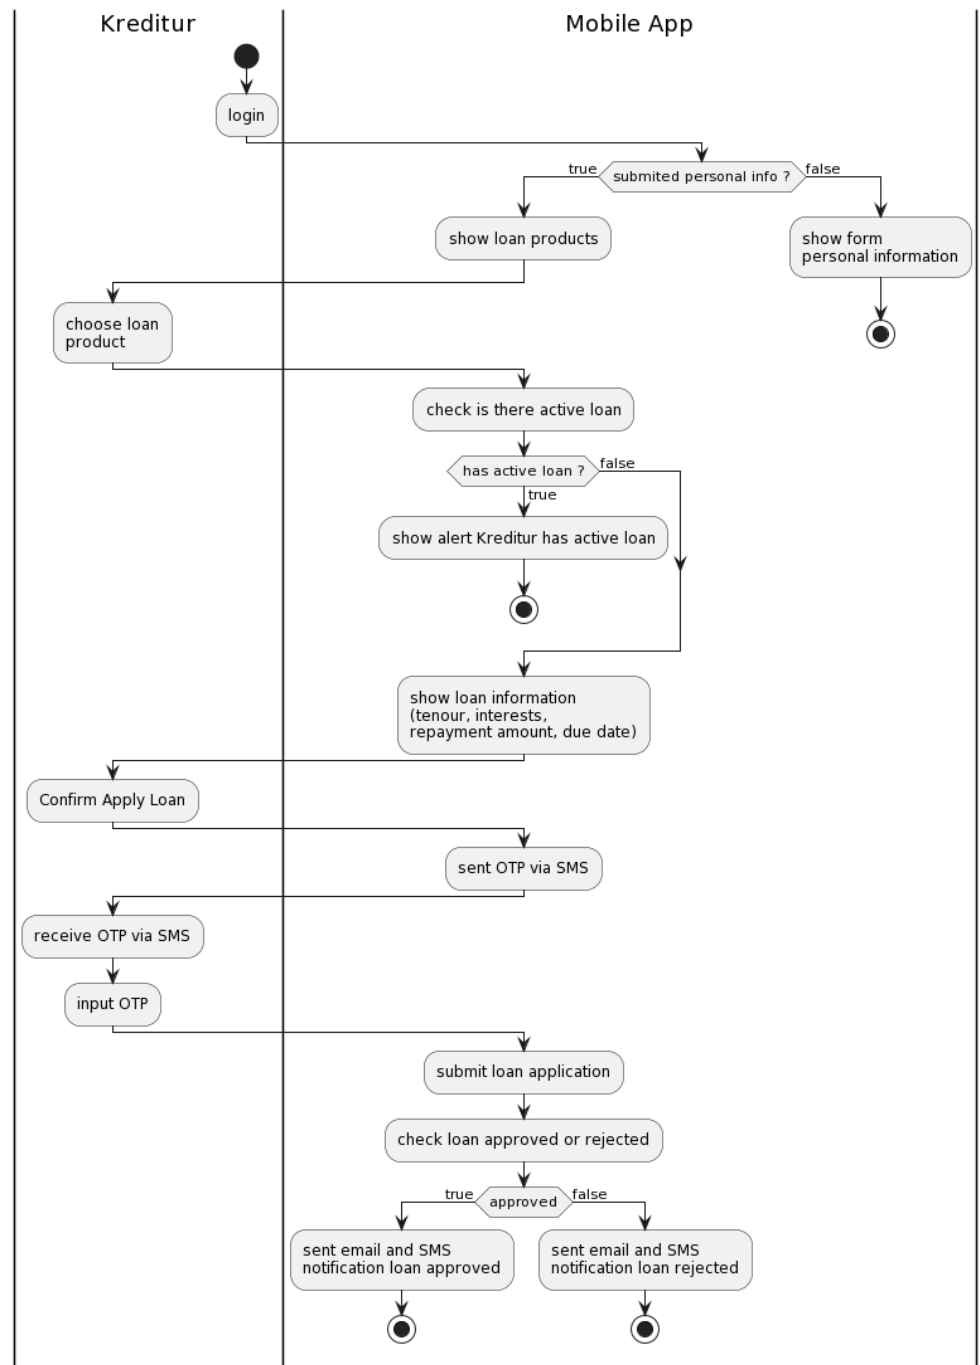 Kreditur
Mobile App
login
submited personal info ?
true
false
show loan products
show form
personal information
choose loan
product
check is there active loan
has active loan ?
false
true
show alert Kreditur has active loan
show loan information
(tenour, interests,
repayment amount, due date)
Confirm Apply Loan
sent OTP via SMS
receive OTP via SMS
input OTP
submit loan application
check loan approved or rejected
true
approved
false
sent email and SMS
notification loan approved
sent email and SMS
notification loan rejected